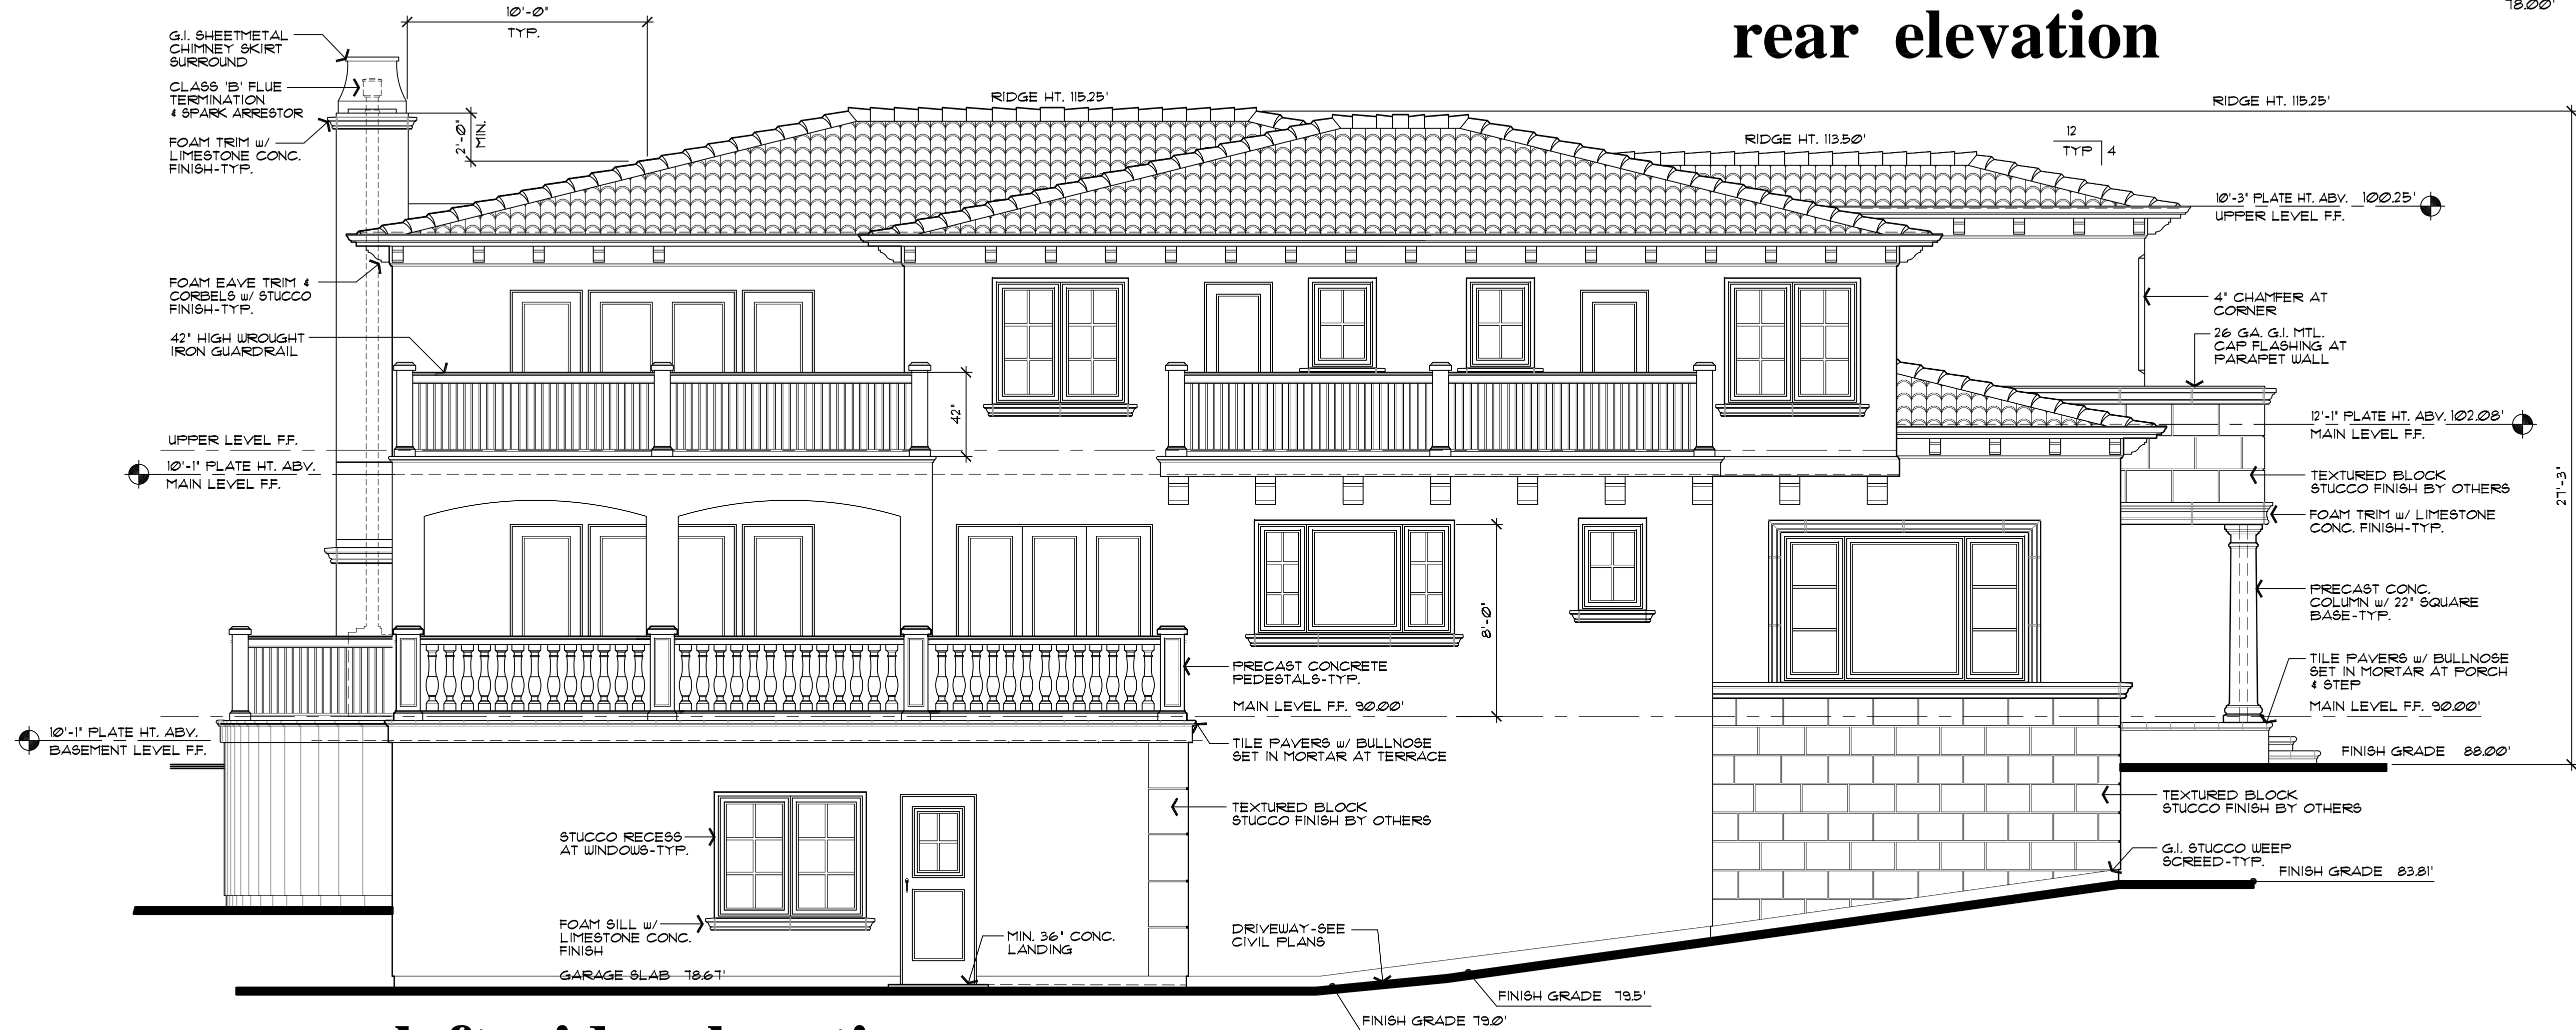 78.00'
rear elevation
10'-0"
TYP.
G.I. SHEETMETAL
CHIMNEY SKIRT
SURROUND
CLASS 'B' FLUE
TERMINATION
& SPARK ARRESTOR
FOAM TRIM w/
LIMESTONE CONC.
FINISH-TYP.
2'-0"
MIN.
RIDGE HT. 115.25'
RIDGE HT. 115.25'
RIDGE HT. 113.50'
12
TYP
4
10'-3" PLATE HT. ABV. 100.25'
UPPER LEVEL F.F.
FOAM EAVE TRIM &
CORBELS w/ STUCCO
FINISH-TYP.
42" HIGH WROUGHT
IRON GUARDRAIL
4" CHAMFER AT
CORNER
26 GA. G.I. MTL.
CAP FLASHING AT
PARAPET WALL
42"
UPPER LEVEL F.F.
10'-1" PLATE HT. ABV.
MAIN LEVEL F.F.
12'-1" PLATE HT. ABV. 102.08'
MAIN LEVEL F.F.
TEXTURED BLOCK
STUCCO FINISH BY OTHERS
27'-3"
FOAM TRIM w/ LIMESTONE
CONC. FINISH-TYP.
PRECAST CONC.
COLUMN w/ 22" SQUARE
BASE-TYP.
8'-0"
PRECAST CONCRETE
PEDESTALS-TYP.
TILE PAVERS w/ BULLNOSE
SET IN MORTAR AT PORCH
& STEP
MAIN LEVEL F.F. 90.00'
MAIN LEVEL F.F. 90.00'
10'-1" PLATE HT. ABV.
BASEMENT LEVEL F.F.
TILE PAVERS w/ BULLNOSE
SET IN MORTAR AT TERRACE
FINISH GRADE 88.00'
TEXTURED BLOCK
STUCCO FINISH BY OTHERS
TEXTURED BLOCK
STUCCO FINISH BY OTHERS
STUCCO RECESS
AT WINDOWS-TYP.
G.I. STUCCO WEEP
SCREED-TYP.
FINISH GRADE 83.81'
FOAM SILL w/
LIMESTONE CONC.
FINISH
MIN. 36" CONC.
LANDING
DRIVEWAY-SEE
CIVIL PLANS
GARAGE SLAB 78.67'
FINISH GRADE 79.5'
FINISH GRADE 79.0'